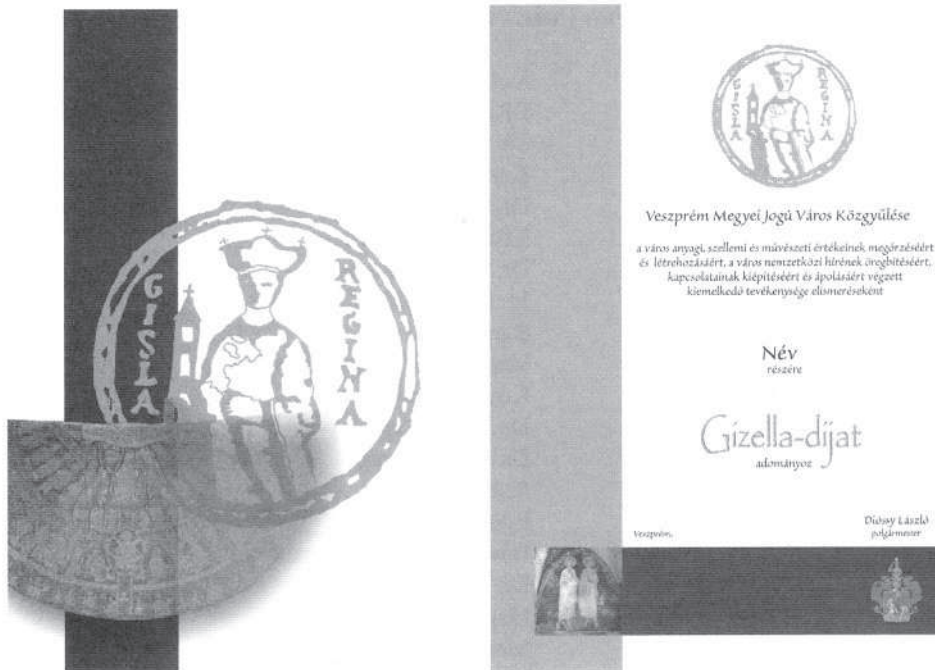 GISLA
REGINA
GISLA
REGINA
Veszprém Megyei Jogú Város Közgyűlése
a város anyagi, szellemi és művészeti értékeinek megőrzéséért
és létrehozásáért, a város nemzetközi hírének öregbítéséért,
kapcsolatainak kiépítéséért és ápolásáért végzett
kiemelkedő tevékenysége elismeréseként
Név
részére
Gizella-díjat
adományoz
Veszprém,
Dióssy László
polgármester